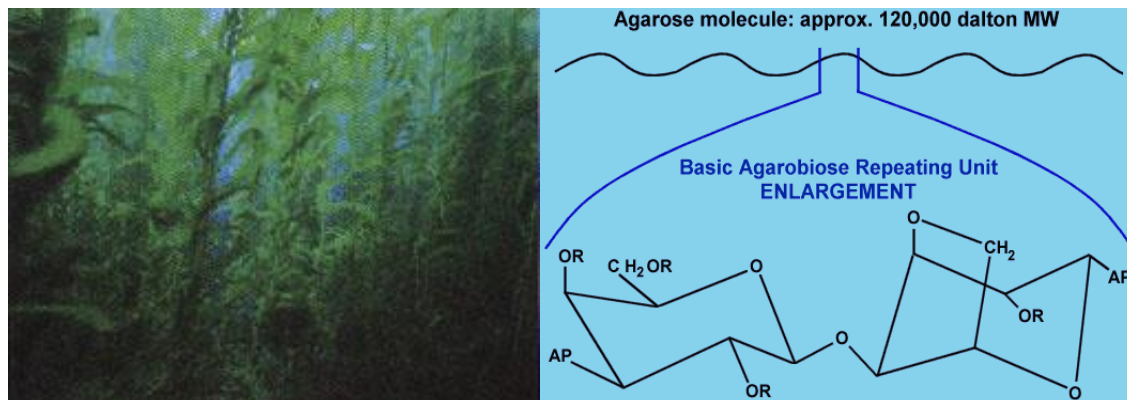 Agarose molecule: approx. 120,000 dalton MW
Basic Agarobiose Repeating Unit
ENLARGEMENT
O
CH₂
OR
CH₂OR
O
AP
OR
O
AP
OR
O